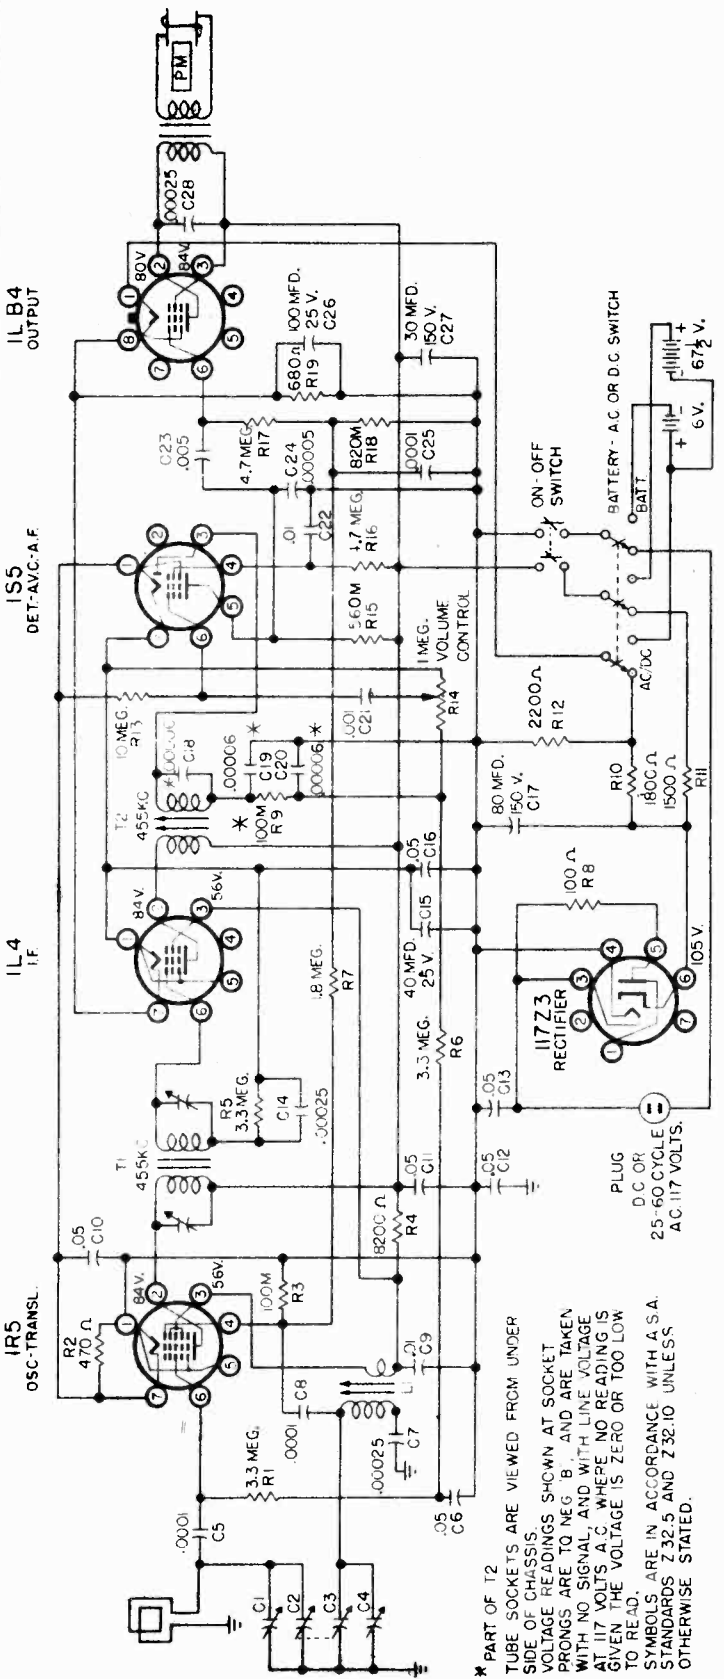 1R5
OSC-TRANSL.
1L4
I.F.
1S5
DET.-A.V.C.-A.F.
1LB4
OUTPUT
PM
.00025
C28
80V.
84V.
R2
470 Ω
.05
C10
84V.
56V.
T1
455KC
R5
3.3 MEG.
C14
.00025
84V.
56V.
T2
455KC
C18
10 MEG.
R13
C23
.005
100 MFD.
25 V.
C26
680Ω
R19
.0001
C5
3.3 MEG.
R1
C8
.0001
100M
R3
1.8 MEG.
R7
.00006
C19
C20
.00006
*
*
100M
R9
.001
C21
560M
R15
4.7 MEG.
R16
.01
C22
C24
.00005
4.7 MEG.
R17
820M
R18
.0001
C25
30 MFD.
150 V.
C27
C1
C2
C3
C4
.00025
C7
L1
.01
C9
.05
C6
8200 Ω
R4
.05
C11
.05
C12
3.3 MEG.
R6
40 MFD.
25 V.
C15
.05
C16
1 MEG.
VOLUME
CONTROL
R14
.05
C13
80 MFD.
150 V.
C17
2200Ω
R12
ON-OFF
SWITCH
BATTERY-A.C. OR D.C. SWITCH
BATT.
AC/DC
6V.
67½ V.
R10
1800 Ω
1500 Ω
R11
100 Ω
R8
117Z3
RECTIFIER
105 V.
PLUG
D.C. OR
25-60 CYCLE
A.C. 117 VOLTS.
* PART OF T2
TUBE SOCKETS ARE VIEWED FROM UNDER
SIDE OF CHASSIS.
VOLTAGE READINGS SHOWN AT SOCKET
PRONGS ARE TO NEG "B", AND ARE TAKEN
WITH NO SIGNAL, AND WITH LINE VOLTAGE
AT 117 VOLTS A.C. WHERE NO READING IS
GIVEN THE VOLTAGE IS ZERO OR TOO LOW
TO READ.
SYMBOLS ARE IN ACCORDANCE WITH A.S.A.
STANDARDS Z32.5 AND Z32.10 UNLESS
OTHERWISE STATED.